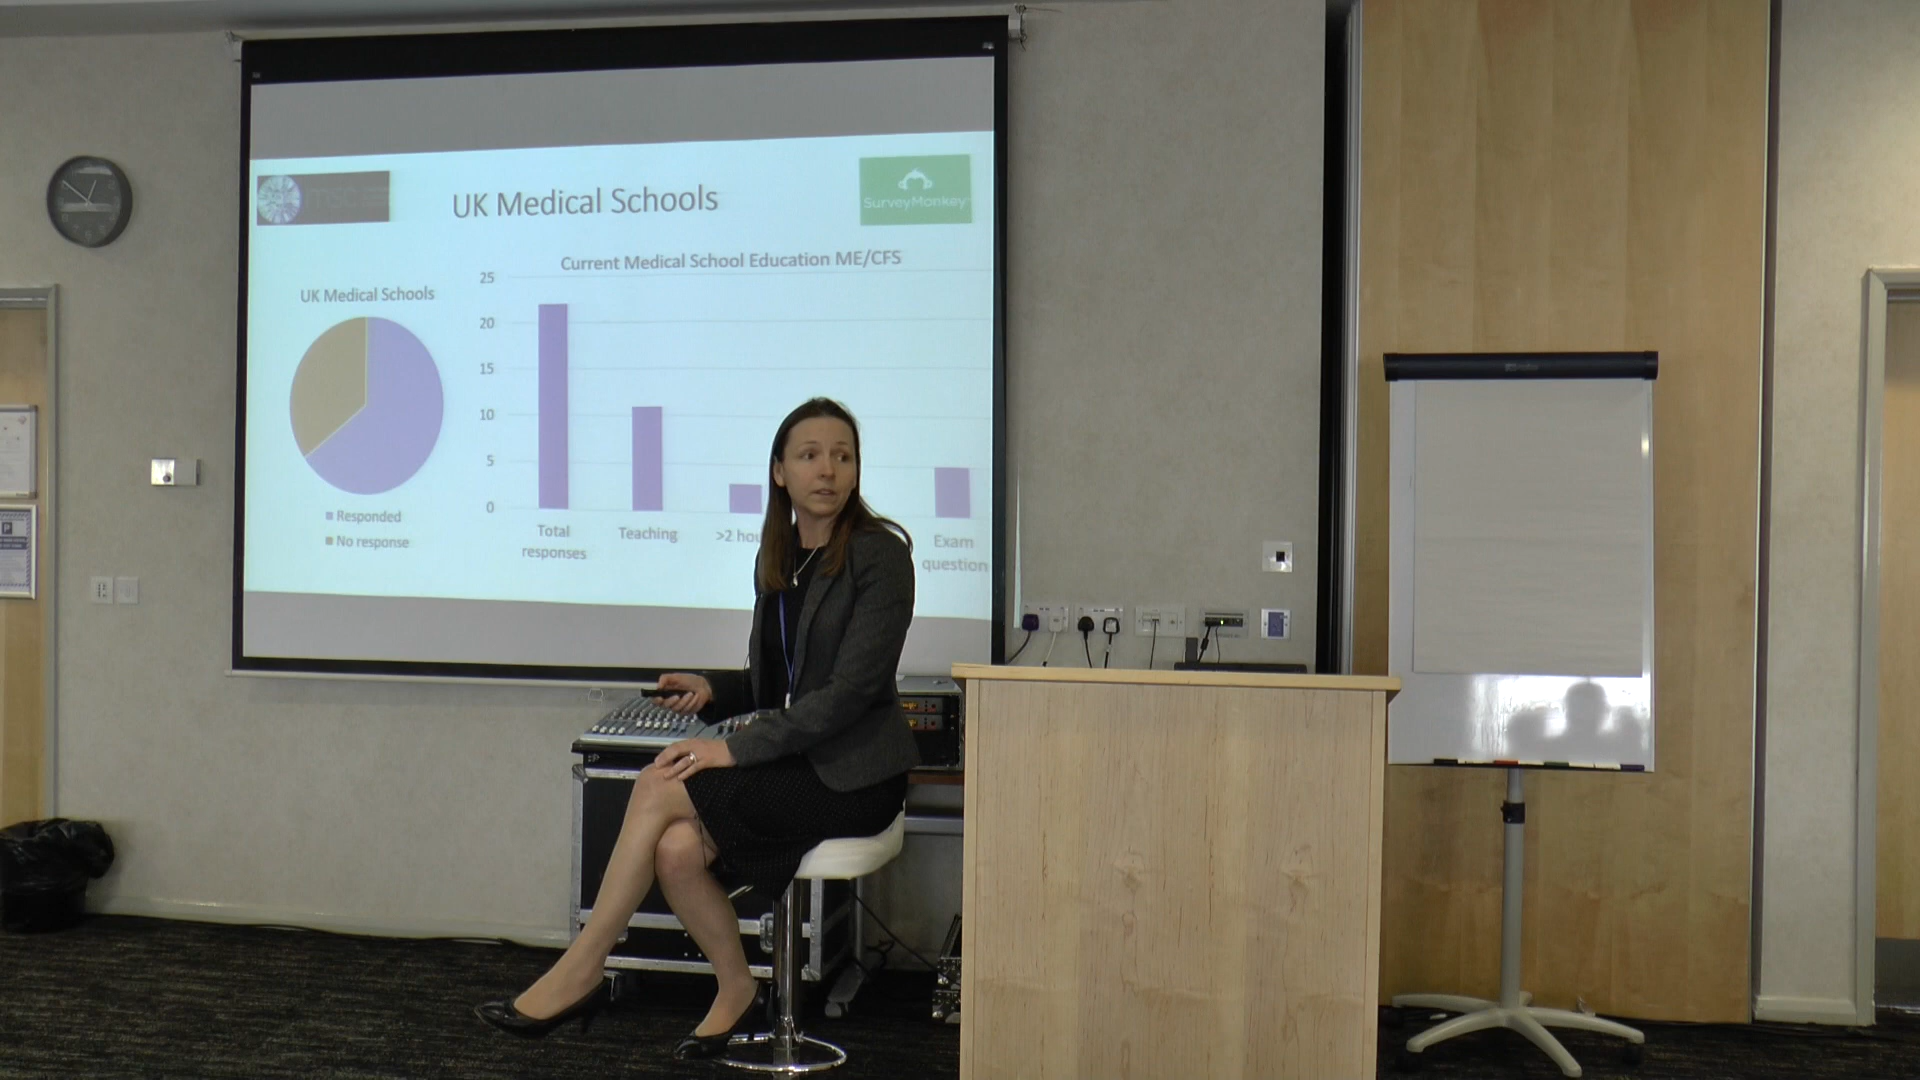 UK Medical Schools
SurveyMonkey
Current Medical School Education ME/CFS
UK Medical Schools
25
20
15
10
5
0
Responded
No response
Total
responses
Teaching
>2 hou
Exam
question